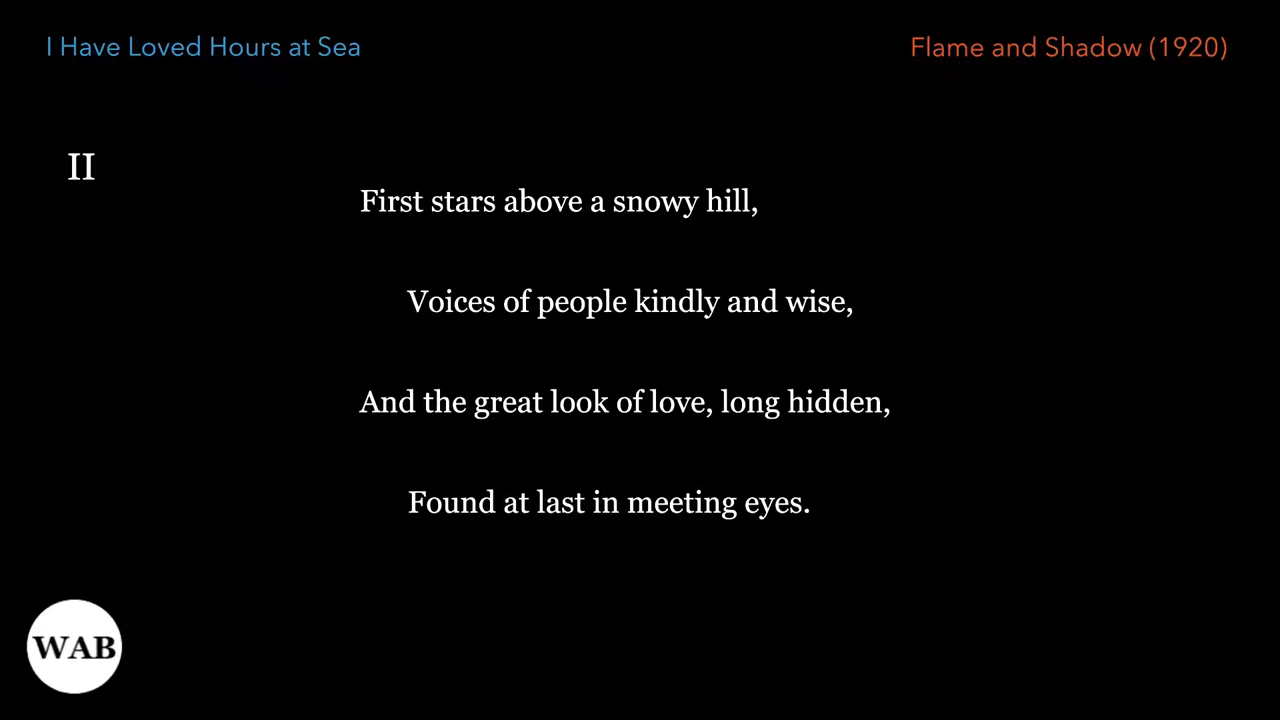 I Have Loved Hours at Sea
Flame and Shadow (1920)
II
First stars above a snowy hill,
Voices of people kindly and wise,
And the great look of love, long hidden,
Found at last in meeting eyes.
WAB